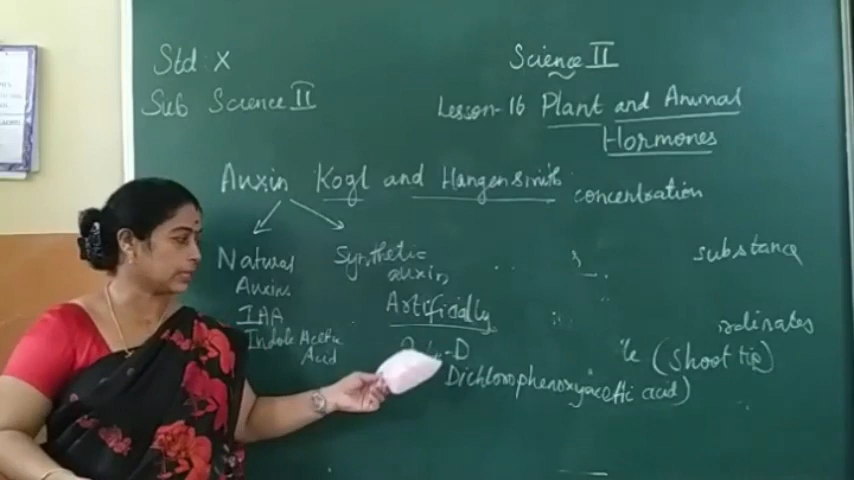 Std: X
Science II
Sub Science II
Lesson-16 Plant and Animal
Hormones
Auxin Kogl and Hangensmith concentration
Natural
Auxins
IAA
Indole Acetic
Acid
Synthetic
auxin
Artificially
-D
Dichlorophenoxyacetic acid)
substance
(Shoot tip)